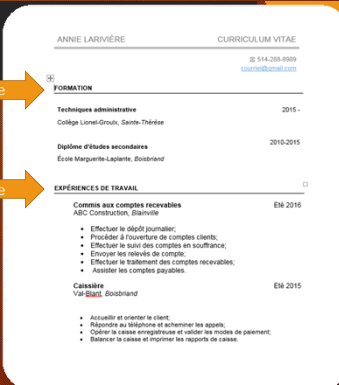 ANNIE LARIVIÈRE CURRICULUM VITAE
☏ 514-288-8989
courriel@gmail.com
FORMATION
Techniques administrative 2015 -
Collège Lionel-Groulx, Sainte-Thérèse
Diplôme d'études secondaires 2010-2015
École Marguerite-Laplante, Boisbriand
EXPÉRIENCES DE TRAVAIL
Commis aux comptes recevables Eté 2016
ABC Construction, Blainville
• Effectuer le dépôt journalier;
• Procéder à l'ouverture de comptes clients;
• Effectuer le suivi des comptes en souffrance;
• Envoyer les relevés de compte;
• Effectuer le traitement des comptes recevables;
• Assister les comptes payables.
Caissière Eté 2015
Val-Blant, Boisbriand
• Accueillir et orienter le client;
• Répondre au téléphone et acheminer les appels;
• Opérer la caisse enregistreuse et valider les modes de paiement;
• Balancer la caisse et imprimer les rapports de caisse.